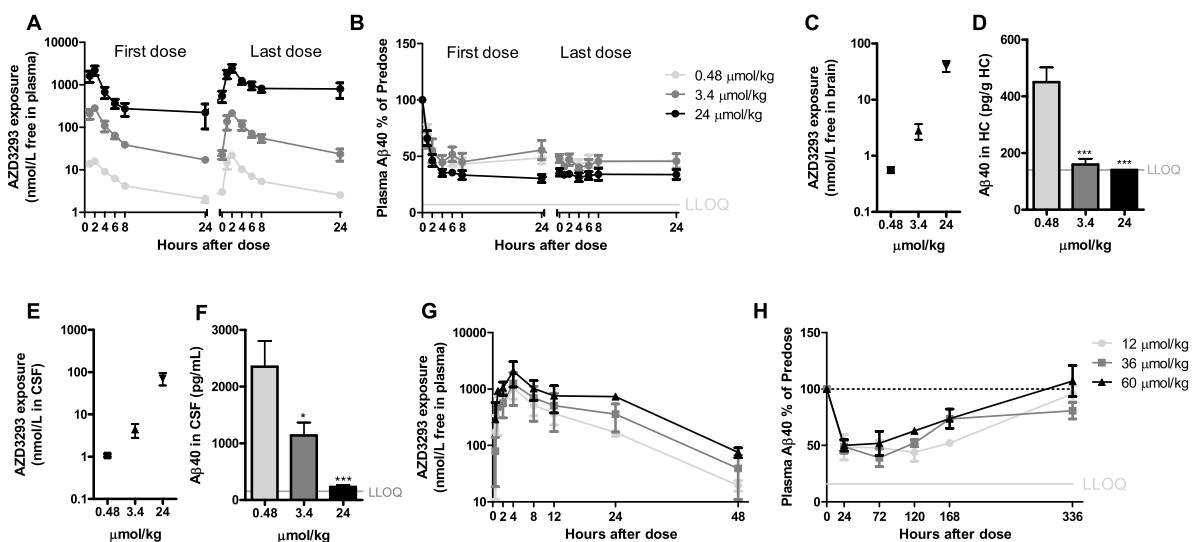 A
AZD3293 exposure
(nmol/L free in plasma)
10000
1000
100
10
1
First dose
Last dose
0 2 4 6 8 24 0 2 4 6 8 24
Hours after dose
B
Plasma Aβ40 % of Predose
150
100
50
0
First dose
Last dose
0.48 μmol/kg
3.4 μmol/kg
24 μmol/kg
LLOQ
0 2 4 6 8 24 0 2 4 6 8 24
Hours after dose
C
AZD3293 exposure
(nmol/L free in brain)
100
10
1
0.1
0.48 3.4 24
μmol/kg
D
Aβ40 in HC (pg/g HC)
600
400
200
0
***
***
LLOQ
0.48 3.4 24
μmol/kg
E
AZD3293 exposure
(nmol/L in CSF)
1000
100
10
1
0.1
0.48 3.4 24
μmol/kg
F
Aβ40 in CSF (pg/mL)
3000
2000
1000
0
*
***
LLOQ
0.48 3.4 24
μmol/kg
G
AZD3293 exposure
(nmol/L free in plasma)
10000
1000
100
10
0 2 4 8 12 24 48
Hours after dose
H
Plasma Aβ40 % of Predose
150
100
50
0
12 μmol/kg
36 μmol/kg
60 μmol/kg
LLOQ
0 24 72 120 168 336
Hours after dose